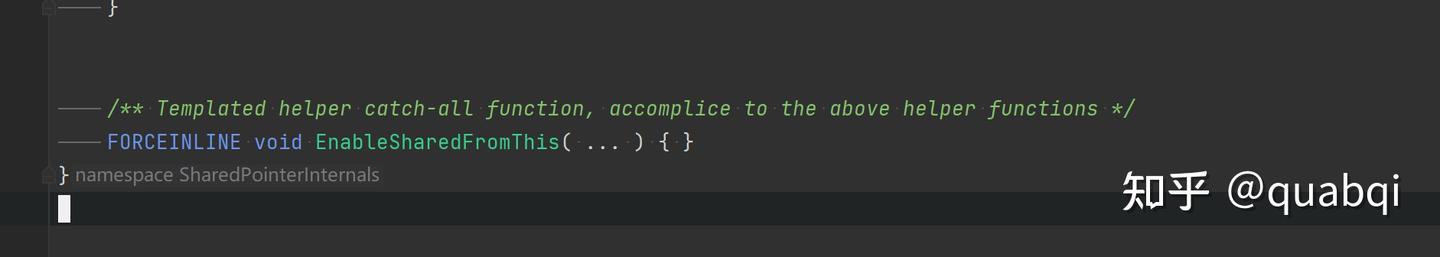 }
/** Templated helper catch-all function, accomplice to the above helper functions */
FORCEINLINE void EnableSharedFromThis( ... ) { }
} namespace SharedPointerInternals
知乎 @quabqi